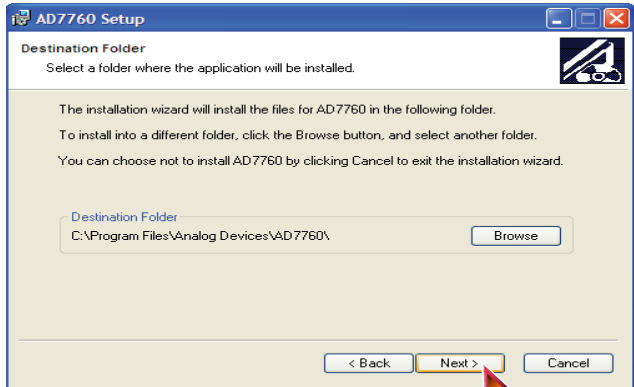 AD7760 Setup
Destination Folder
Select a folder where the application will be installed.
The installation wizard will install the files for AD7760 in the following folder.
To install into a different folder, click the Browse button, and select another folder.
You can choose not to install AD7760 by clicking Cancel to exit the installation wizard.
Destination Folder
C:\Program Files\Analog Devices\AD7760\
Browse
< Back
Next >
Cancel